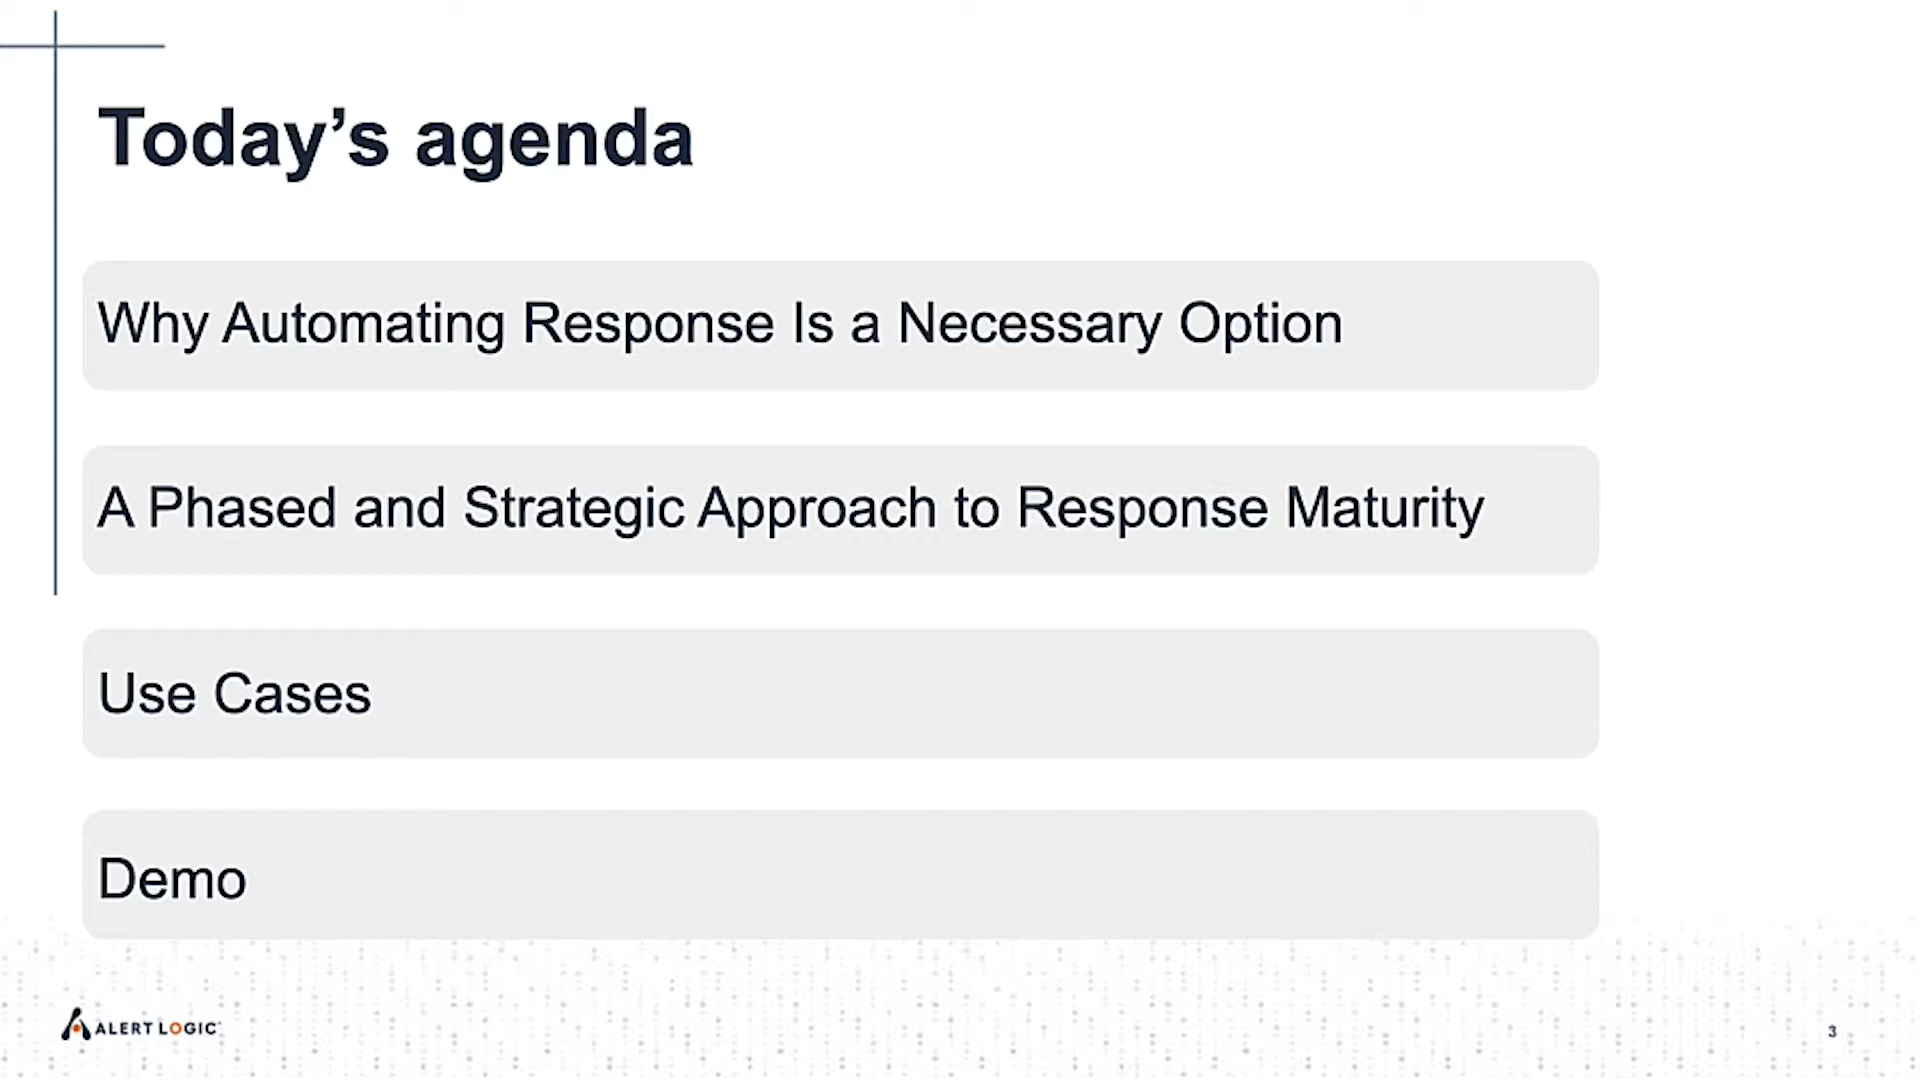 Today’s agenda
Why Automating Response Is a Necessary Option
A Phased and Strategic Approach to Response Maturity
Use Cases
Demo
ALERT LOGIC
3